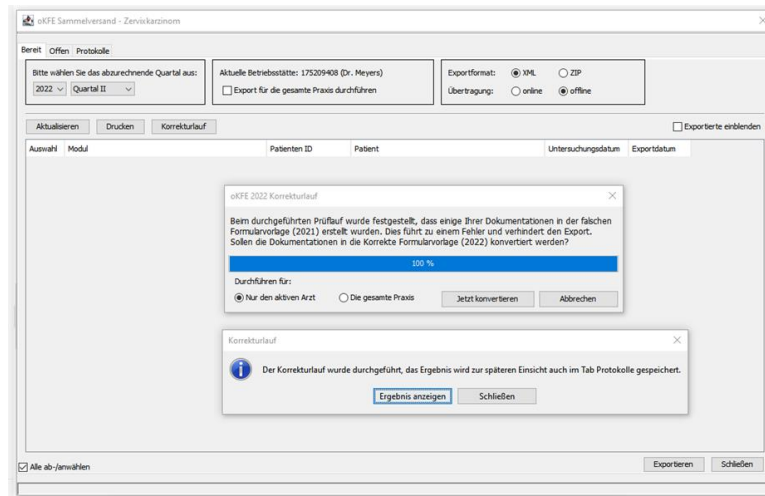 oKFE Sammelversand - Zervixkarzinom
Bereit Offen Protokolle
Bitte wählen Sie das abzurechnende Quartal aus:
2022 Quartal II
Aktuelle Betriebsstätte: 175209408 (Dr. Meyers)
Export für die gesamte Praxis durchführen
Exportformat: XML ZIP
Übertragung: online offline
Aktualisieren Drucken Korrekturlauf
Exportierte einblenden
Auswahl Modul Patienten ID Patient Untersuchungsdatum Exportdatum
oKFE 2022 Korrekturlauf
Beim durchgeführten Prüflauf wurde festgestellt, dass einige Ihrer Dokumentationen in der falschen
Formularvorlage (2021) erstellt wurden. Dies führt zu einem Fehler und verhindert den Export.
Sollen die Dokumentationen in die Korrekte Formularvorlage (2022) konvertiert werden?
100 %
Durchführen für:
Nur den aktiven Arzt Die gesamte Praxis Jetzt konvertieren Abbrechen
Korrekturlauf
Der Korrekturlauf wurde durchgeführt, das Ergebnis wird zur späteren Einsicht auch im Tab Protokolle gespeichert.
Ergebnis anzeigen Schließen
Alle ab-/anwählen
Exportieren Schließen